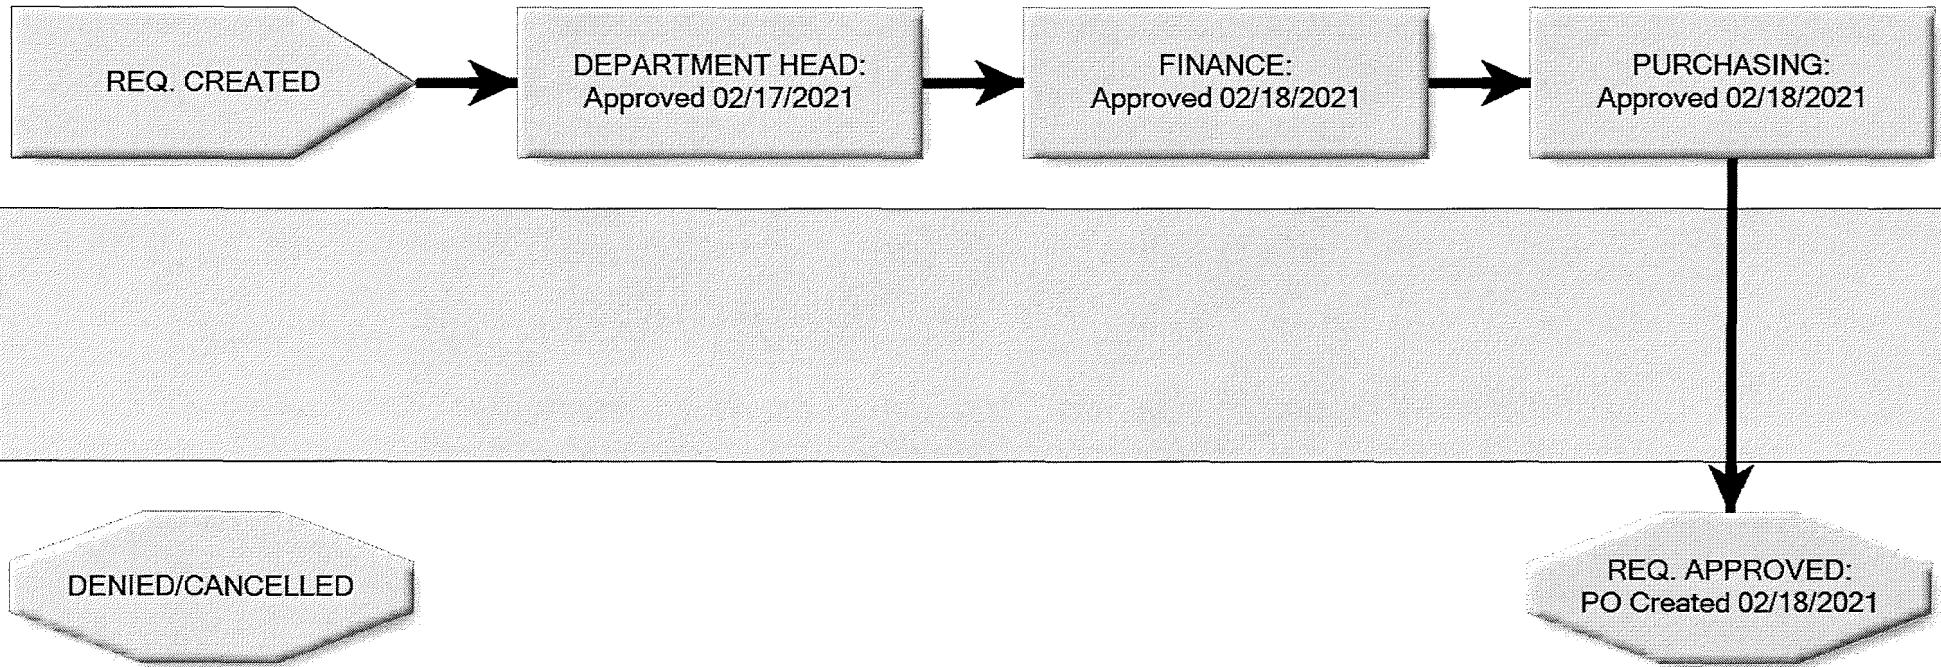 REQ. CREATED
DEPARTMENT HEAD:
Approved 02/17/2021
FINANCE:
Approved 02/18/2021
PURCHASING:
Approved 02/18/2021
DENIED/CANCELLED
REQ. APPROVED:
PO Created 02/18/2021